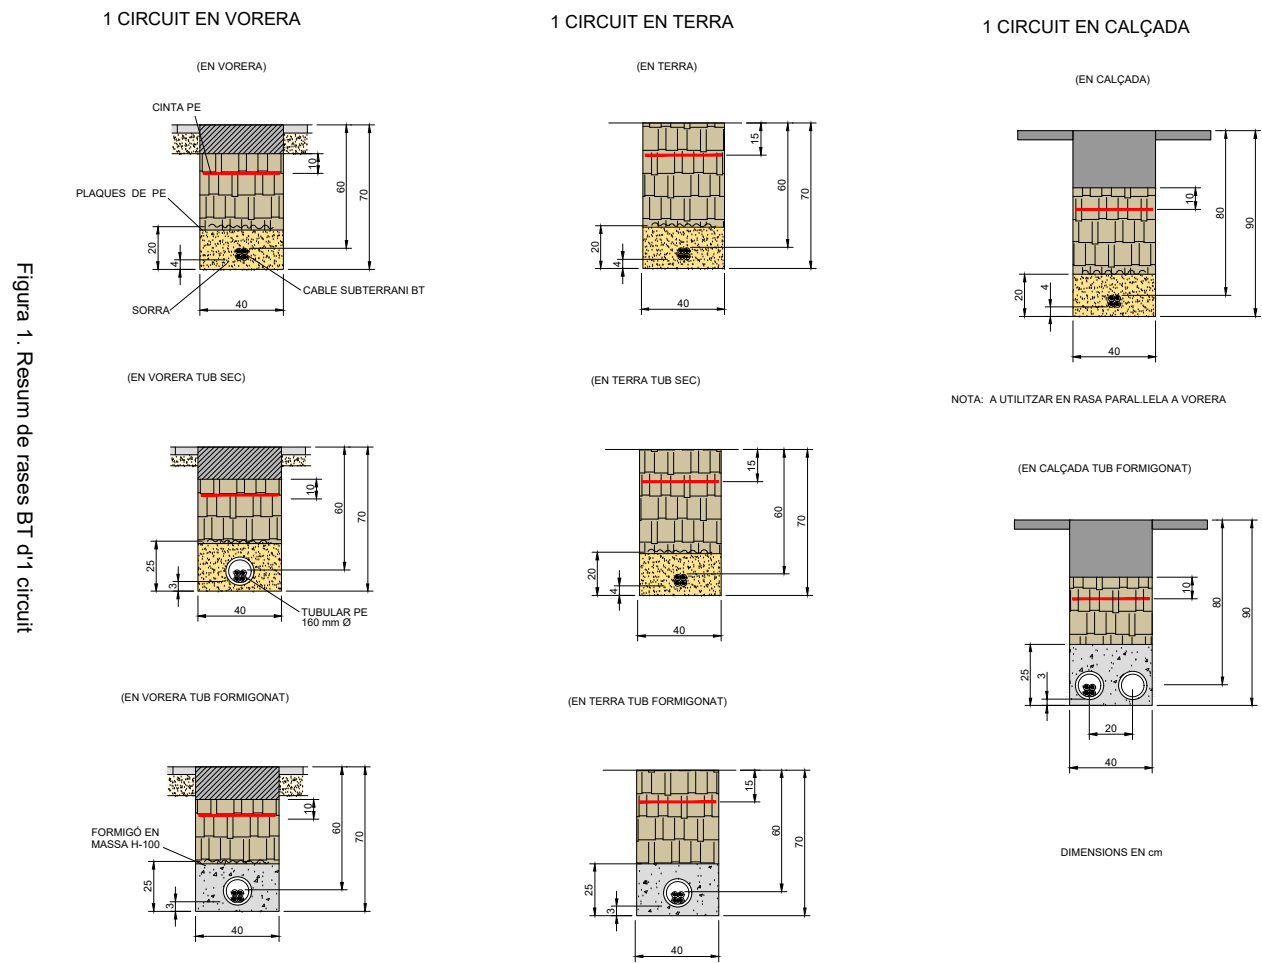 1 CIRCUIT EN VORERA
(EN VORERA)
CINTA PE
PLAQUES DE PE
SORRA
CABLE SUBTERRANI BT
10
60
70
20
4
40
(EN VORERA TUB SEC)
10
60
70
25
3
40
TUBULAR PE
160 mm Ø
(EN VORERA TUB FORMIGONAT)
FORMIGÓ EN
MASSA H-100
10
60
70
25
3
40
1 CIRCUIT EN TERRA
(EN TERRA)
15
60
70
20
4
40
(EN TERRA TUB SEC)
15
60
70
20
4
40
(EN TERRA TUB FORMIGONAT)
15
60
70
25
3
40
1 CIRCUIT EN CALÇADA
(EN CALÇADA)
10
80
90
20
4
40
NOTA: A UTILITZAR EN RASA PARAL.LELA A VORERA
(EN CALÇADA TUB FORMIGONAT)
10
80
90
25
3
20
40
DIMENSIONS EN cm
Figura 1. Resum de rases BT d'1 circuit